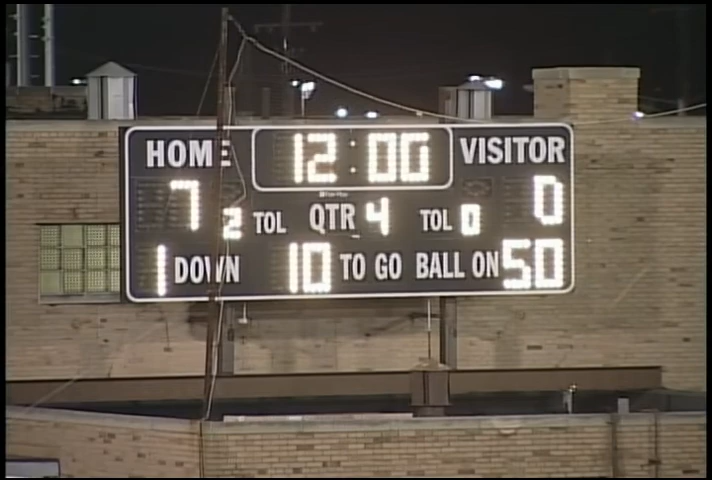 HOME 12:00 VISITOR
7 2 TOL QTR 4 TOL 0 0
1 DOWN 10 TO GO BALL ON 50